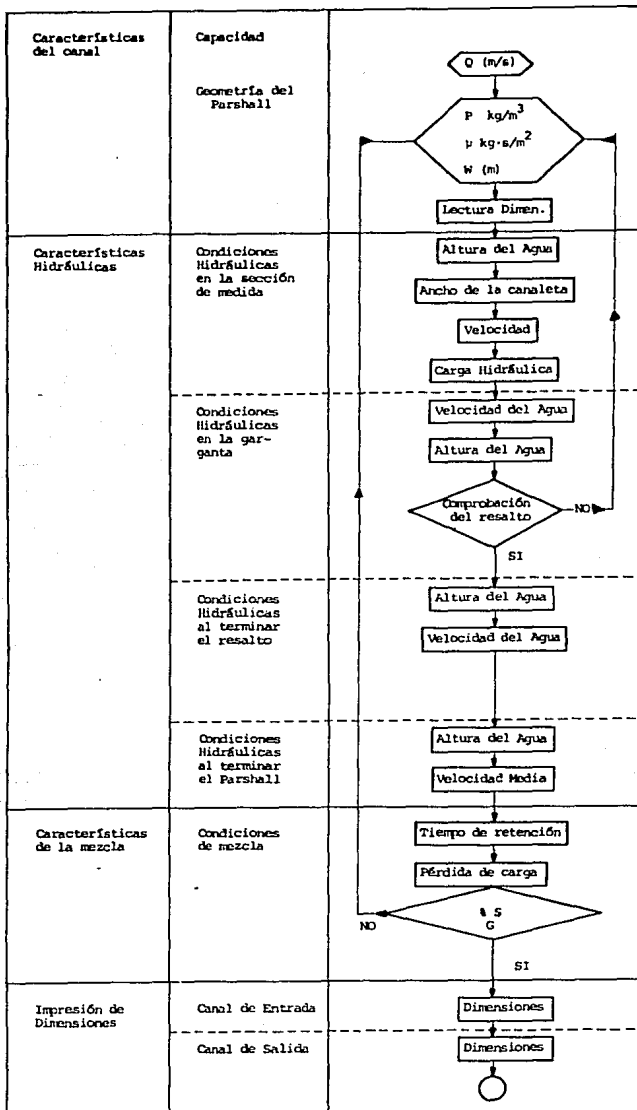 Características
del canal
Capacidad
Geometría del
Parshall
Q (m/s)
P kg/m³
μ kg·s/m²
W (m)
Lectura Dimen.
Características
Hidráulicas
Condiciones
Hidráulicas
en la sección
de medida
Altura del Agua
Ancho de la canaleta
Velocidad
Carga Hidráulica
Condiciones
Hidráulicas
en la gar-
ganta
Velocidad del Agua
Altura del Agua
Comprobación
del resalto
NO
SI
Condiciones
Hidráulicas
al terminar
el resalto
Altura del Agua
Velocidad del Agua
Condiciones
Hidráulicas
al terminar
el Parshall
Altura del Agua
Velocidad Media
Características
de la mezcla
Condiciones
de mezcla
Tiempo de retención
Pérdida de carga
% S
G
NO
SI
Impresión de
Dimensiones
Canal de Entrada
Dimensiones
Canal de Salida
Dimensiones